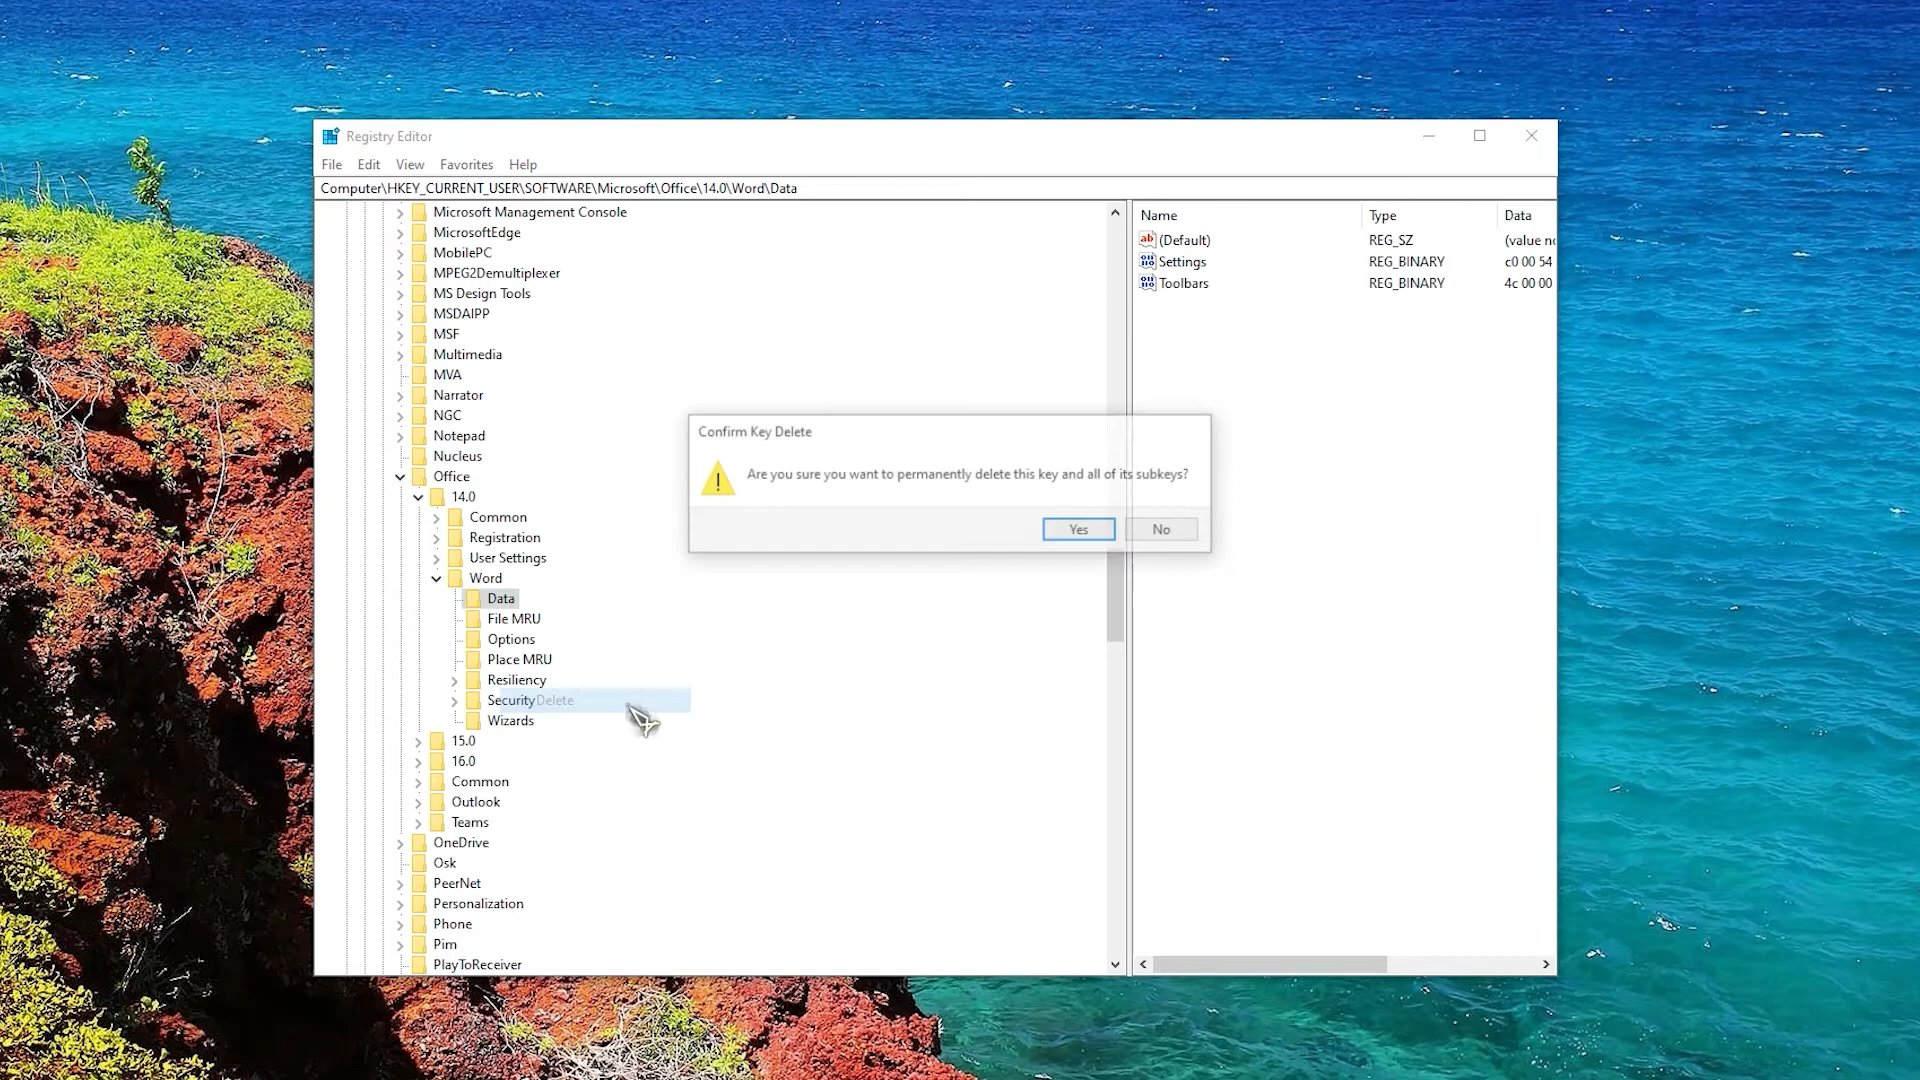 Registry Editor
File Edit View Favorites Help
Computer\HKEY_CURRENT_USER\SOFTWARE\Microsoft\Office\14.0\Word\Data
Microsoft Management Console
MicrosoftEdge
MobilePC
MPEG2Demultiplexer
MS Design Tools
MSDAIPP
MSF
Multimedia
MVA
Narrator
NGC
Notepad
Nucleus
Office
14.0
Common
Registration
User Settings
Word
Data
File MRU
Options
Place MRU
Resiliency
Security Delete
Wizards
15.0
16.0
Common
Outlook
Teams
OneDrive
Osk
PeerNet
Personalization
Phone
Pim
PlayToReceiver
Name Type Data
ab (Default) REG_SZ (value no
Settings REG_BINARY c0 00 54
Toolbars REG_BINARY 4c 00 00
Confirm Key Delete
Are you sure you want to permanently delete this key and all of its subkeys?
Yes No